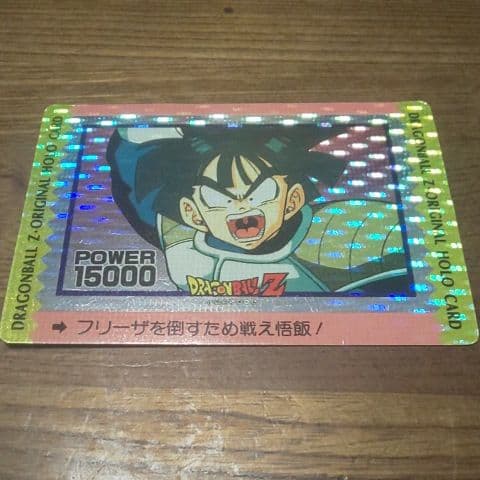 DRAGONBALL Z·ORIGINAL HOLO CARD
DRAGONBALL Z·ORIGINAL HOLO CARD
POWER
15000
DRAGON BALL Z
➡ フリーザを倒すため戦え悟飯！